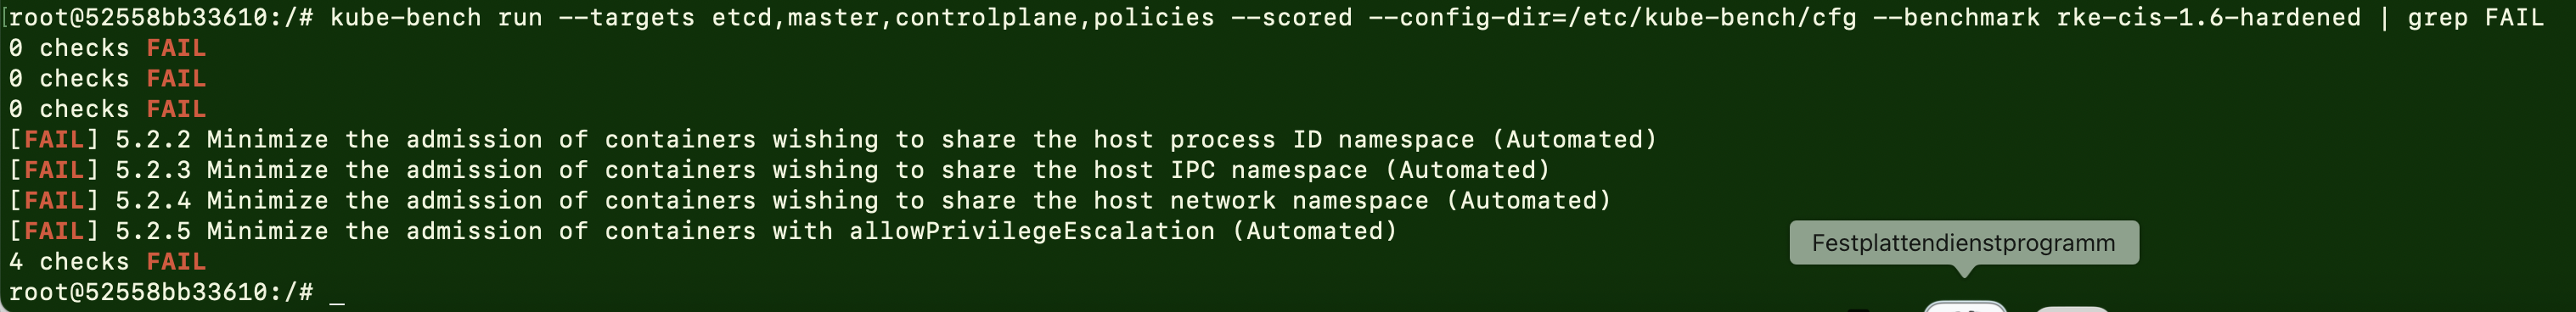 [root@52558bb33610:/# kube-bench run --targets etcd,master,controlplane,policies --scored --config-dir=/etc/kube-bench/cfg --benchmark rke-cis-1.6-hardened | grep FAIL
0 checks FAIL
0 checks FAIL
0 checks FAIL
[FAIL] 5.2.2 Minimize the admission of containers wishing to share the host process ID namespace (Automated)
[FAIL] 5.2.3 Minimize the admission of containers wishing to share the host IPC namespace (Automated)
[FAIL] 5.2.4 Minimize the admission of containers wishing to share the host network namespace (Automated)
[FAIL] 5.2.5 Minimize the admission of containers with allowPrivilegeEscalation (Automated)
Festplattendienstprogramm
4 checks FAIL
root@52558bb33610:/# _